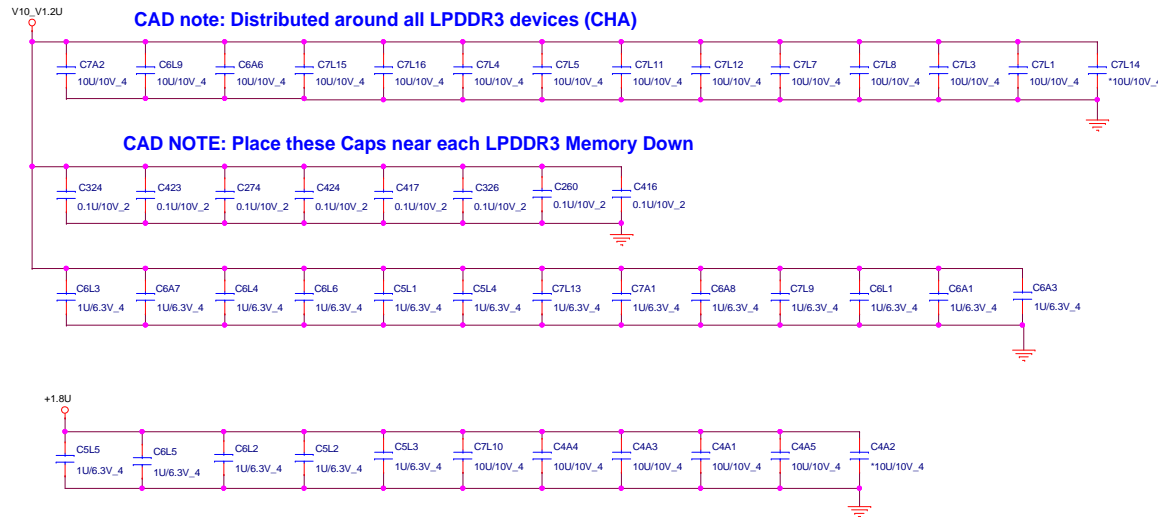 V10_V1.2U
CAD note: Distributed around all LPDDR3 devices (CHA)
C7A2 C6L9 C6A6 C7L15 C7L16 C7L4 C7L5 C7L11 C7L12 C7L7 C7L8 C7L3 C7L1 C7L14
10U/10V_4 10U/10V_4 10U/10V_4 10U/10V_4 10U/10V_4 10U/10V_4 10U/10V_4 10U/10V_4 10U/10V_4 10U/10V_4 10U/10V_4 10U/10V_4 10U/10V_4 *10U/10V_4
CAD NOTE: Place these Caps near each LPDDR3 Memory Down
C324 C423 C274 C424 C417 C326 C260 C416
0.1U/10V_2 0.1U/10V_2 0.1U/10V_2 0.1U/10V_2 0.1U/10V_2 0.1U/10V_2 0.1U/10V_2 0.1U/10V_2
C6L3 C6A7 C6L4 C6L6 C5L1 C5L4 C7L13 C7A1 C6A8 C7L9 C6L1 C6A1 C6A3
1U/6.3V_4 1U/6.3V_4 1U/6.3V_4 1U/6.3V_4 1U/6.3V_4 1U/6.3V_4 1U/6.3V_4 1U/6.3V_4 1U/6.3V_4 1U/6.3V_4 1U/6.3V_4 1U/6.3V_4 1U/6.3V_4
+1.8U
C5L5 C6L5 C6L2 C5L2 C5L3 C7L10 C4A4 C4A3 C4A1 C4A5 C4A2
1U/6.3V_4 1U/6.3V_4 1U/6.3V_4 1U/6.3V_4 1U/6.3V_4 10U/10V_4 10U/10V_4 10U/10V_4 10U/10V_4 10U/10V_4 *10U/10V_4